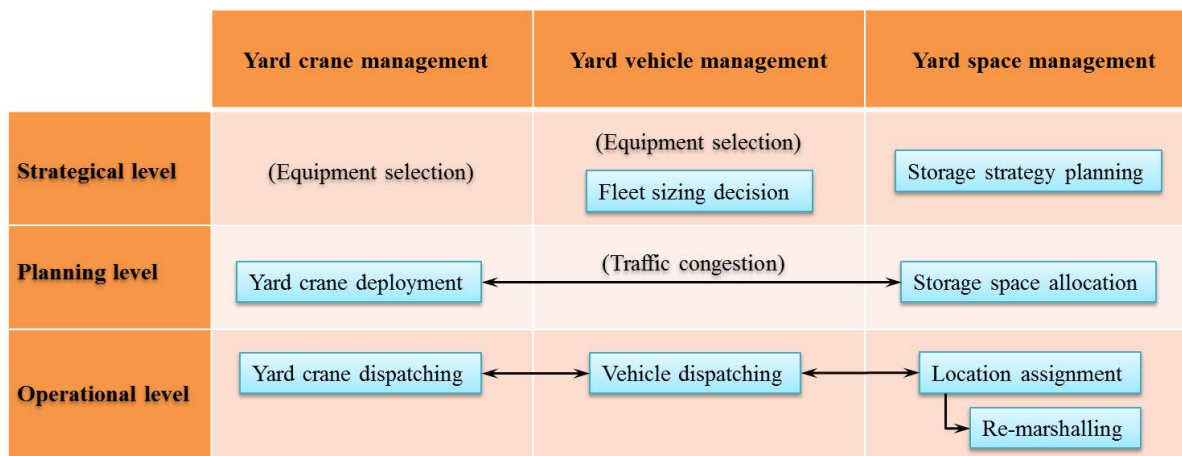 Yard crane management
Yard vehicle management
Yard space management
Strategical level
(Equipment selection)
(Equipment selection)
Fleet sizing decision
Storage strategy planning
Planning level
Yard crane deployment
(Traffic congestion)
Storage space allocation
Operational level
Yard crane dispatching
Vehicle dispatching
Location assignment
Re-marshalling